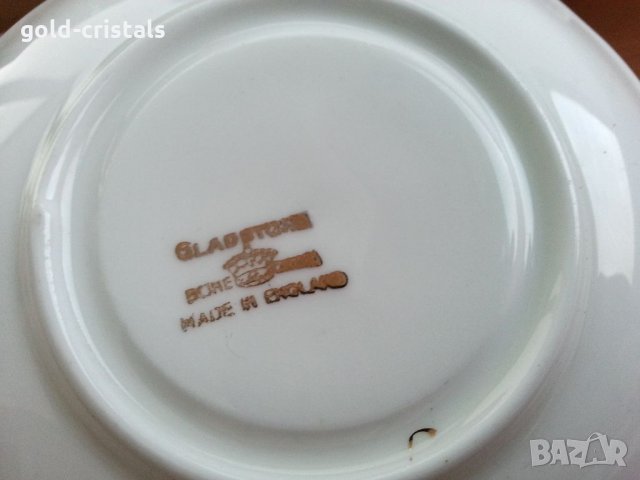 gold-cristals
GLADSTONE
BONE
MADE IN ENGLAND
BAZAR